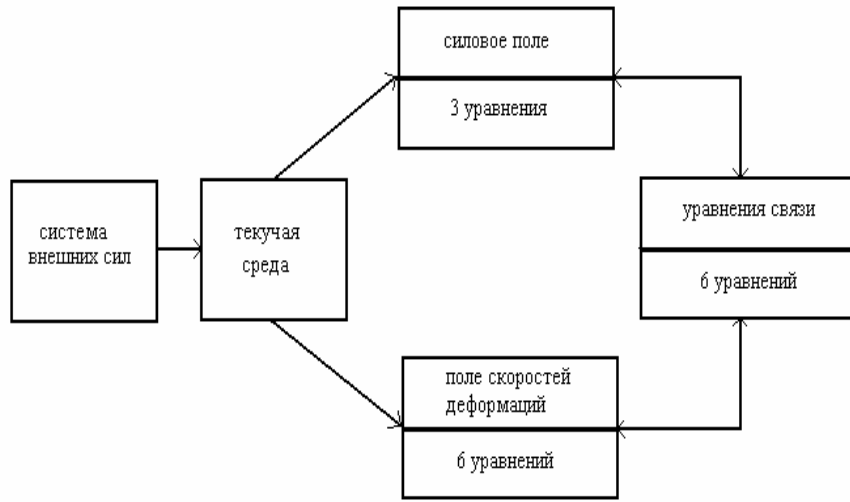 силовое поле
3 уравнения
система
внешних сил
текучая
среда
уравнения связи
6 уравнений
поле скоростей
деформаций
6 уравнений